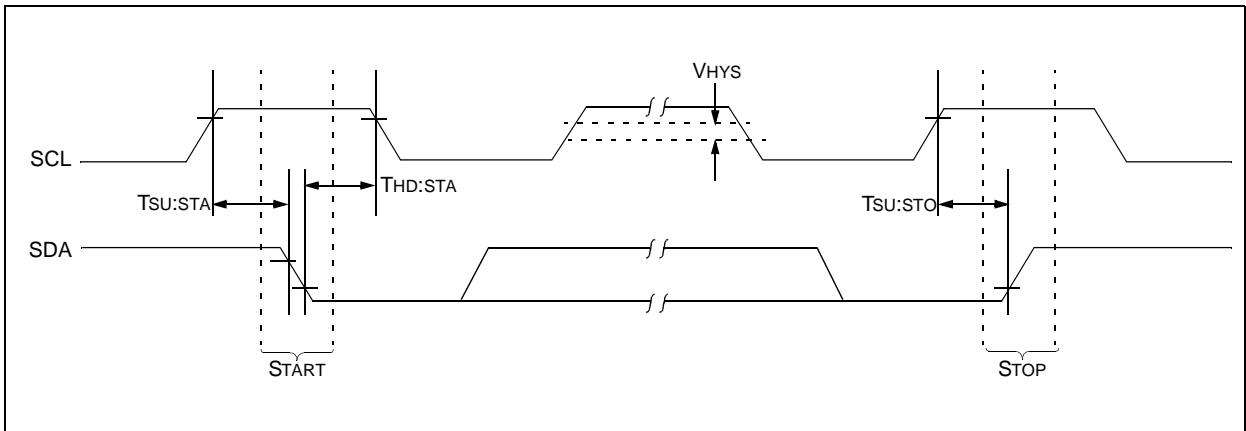 VHYS
SCL
THD:STA
TSU:STA
TSU:STO
SDA
START
STOP